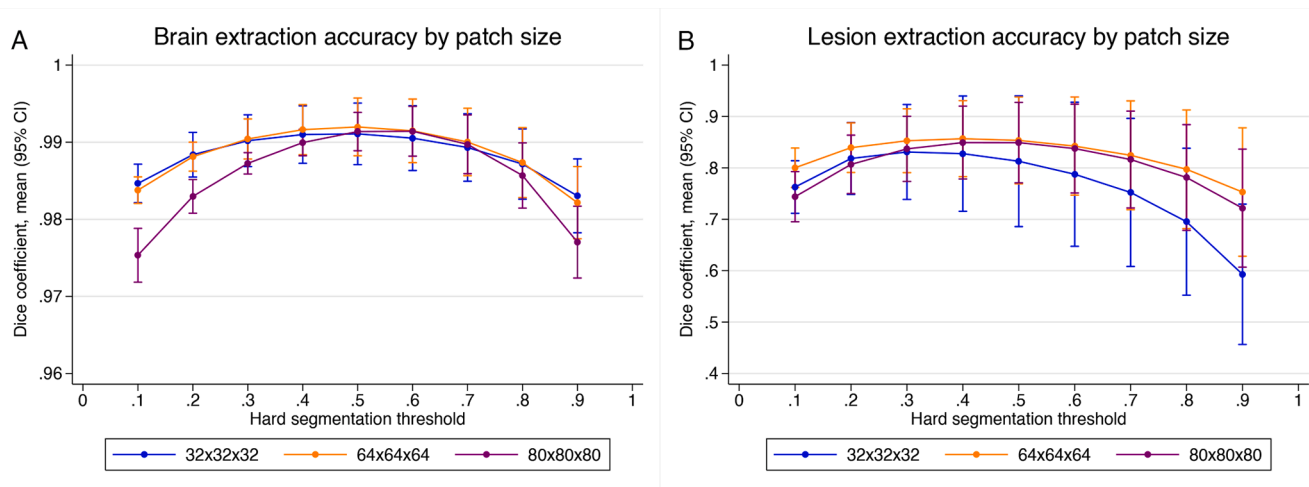 A
Brain extraction accuracy by patch size
Dice coefficient, mean (95% CI)
1
.99
.98
.97
.96
0 .1 .2 .3 .4 .5 .6 .7 .8 .9 1
Hard segmentation threshold
32x32x32 64x64x64 80x80x80
B
Lesion extraction accuracy by patch size
Dice coefficient, mean (95% CI)
1
.9
.8
.7
.6
.5
.4
0 .1 .2 .3 .4 .5 .6 .7 .8 .9 1
Hard segmentation threshold
32x32x32 64x64x64 80x80x80